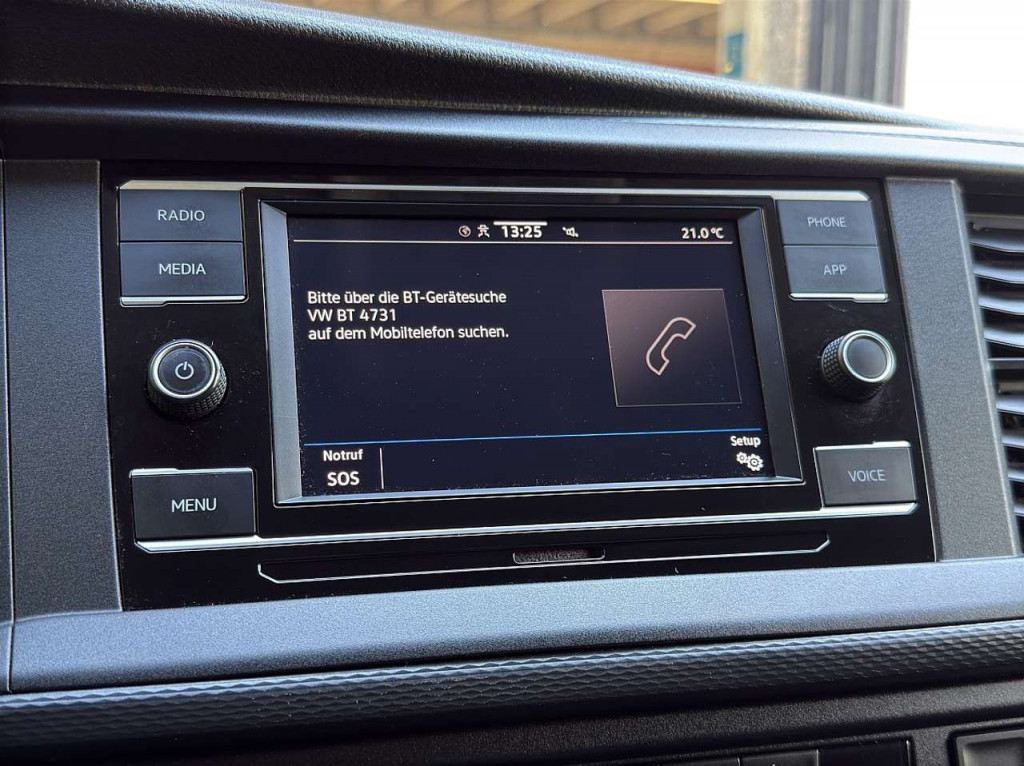 RADIO
MEDIA
13:25
21.0°C
PHONE
APP
Bitte über die BT-Gerätesuche
VW BT 4731
auf dem Mobiltelefon suchen.
Notruf
SOS
Setup
MENU
VOICE